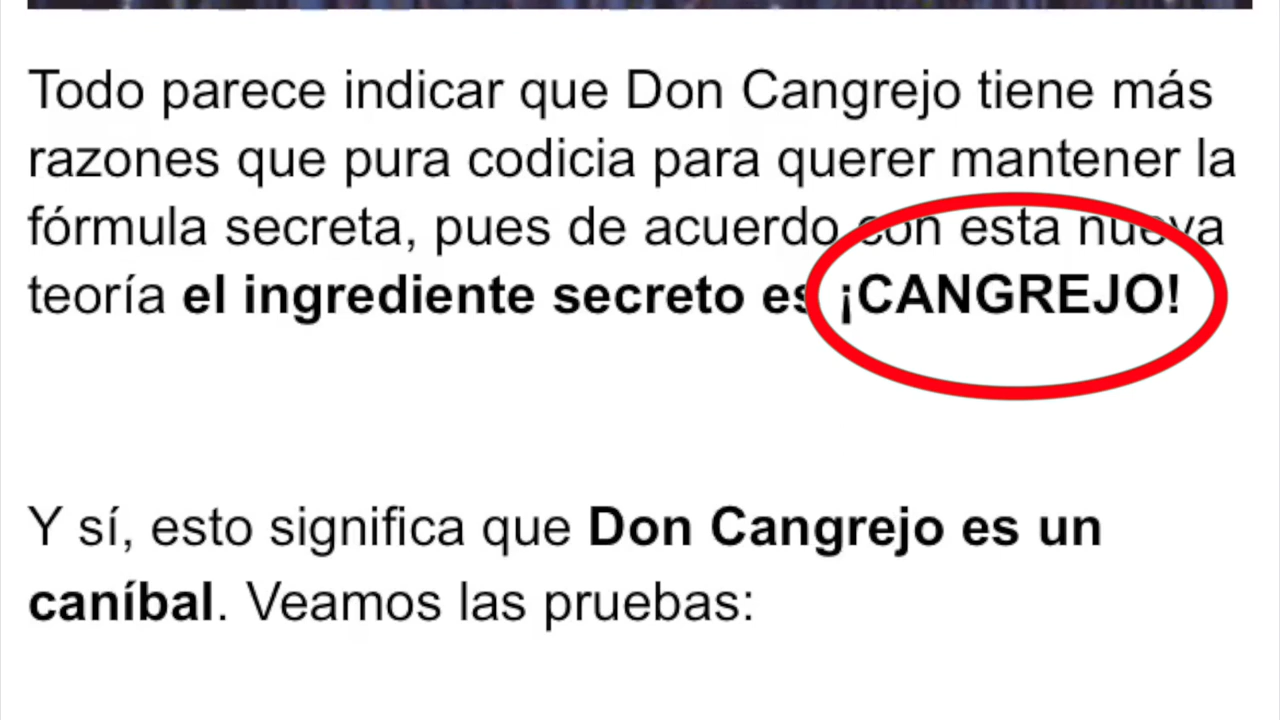 Todo parece indicar que Don Cangrejo tiene más
razones que pura codicia para querer mantener la
fórmula secreta, pues de acuerdo con esta nueva
teoría el ingrediente secreto es ¡CANGREJO!
Y sí, esto significa que Don Cangrejo es un
caníbal. Veamos las pruebas: